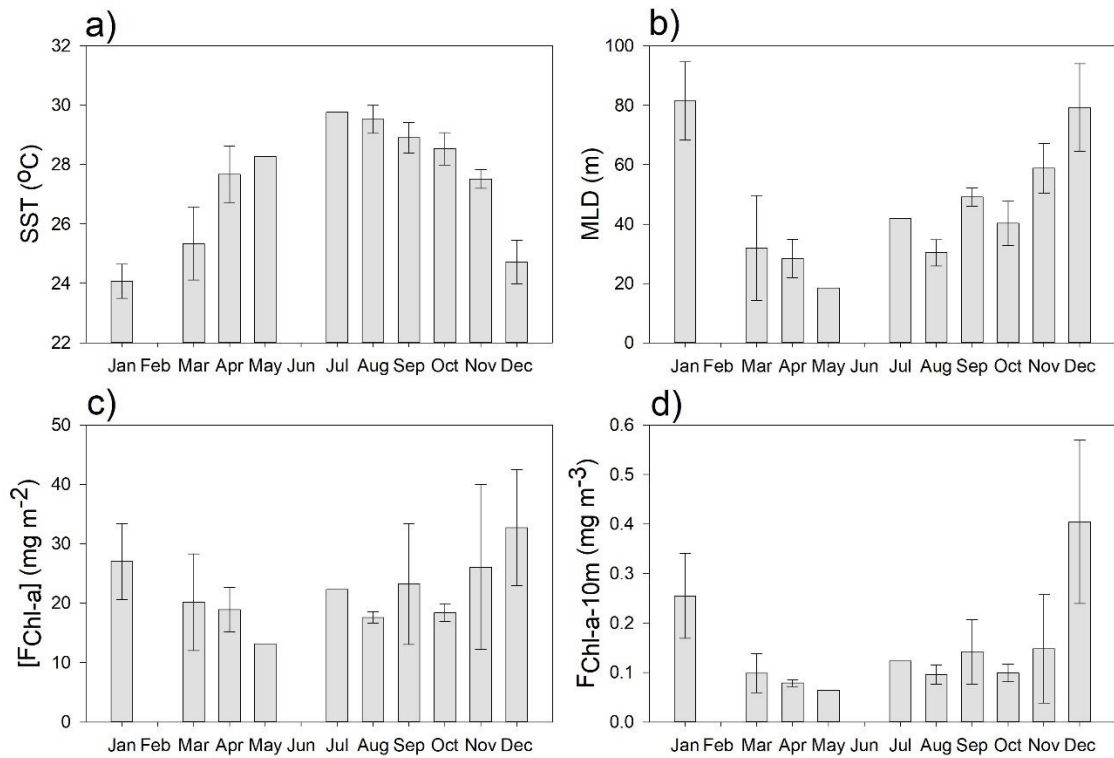 a)
32
30
28
26
24
22
SST (ºC)
Jan Feb Mar Apr May Jun Jul Aug Sep Oct Nov Dec
b)
100
80
60
40
20
0
MLD (m)
Jan Feb Mar Apr May Jun Jul Aug Sep Oct Nov Dec
c)
50
40
30
20
10
0
[FChl-a] (mg m-2)
Jan Feb Mar Apr May Jun Jul Aug Sep Oct Nov Dec
d)
0.6
0.5
0.4
0.3
0.2
0.1
0.0
FChl-a-10m (mg m-3)
Jan Feb Mar Apr May Jun Jul Aug Sep Oct Nov Dec